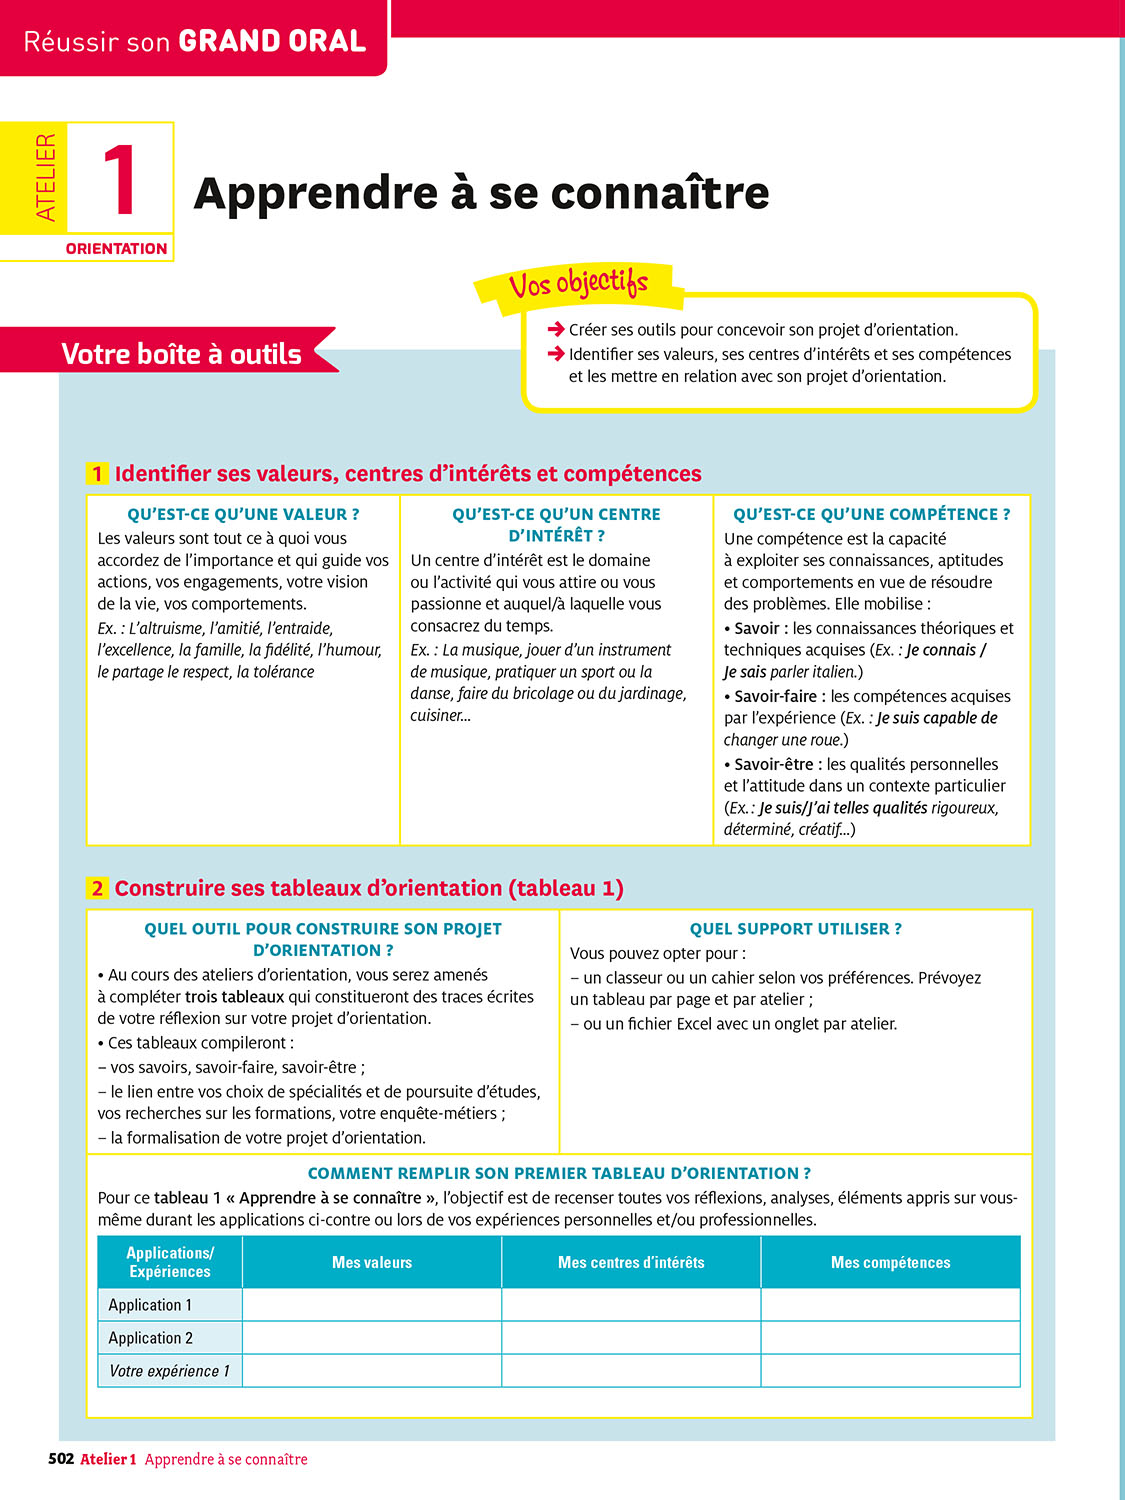 Réussir son GRAND ORAL
ATELIER
1
ORIENTATION
Apprendre à se connaître
Vos objectifs
➔ Créer ses outils pour concevoir son projet d’orientation.
➔ Identifier ses valeurs, ses centres d’intérêts et ses compétences
et les mettre en relation avec son projet d’orientation.
Votre boîte à outils
1 Identifier ses valeurs, centres d’intérêts et compétences
QU’EST-CE QU’UNE VALEUR ?
Les valeurs sont tout ce à quoi vous
accordez de l’importance et qui guide vos
actions, vos engagements, votre vision
de la vie, vos comportements.
Ex. : L’altruisme, l’amitié, l’entraide,
l’excellence, la famille, la fidélité, l’humour,
le partage le respect, la tolérance
QU’EST-CE QU’UN CENTRE
D’INTÉRÊT ?
Un centre d’intérêt est le domaine
ou l’activité qui vous attire ou vous
passionne et auquel/à laquelle vous
consacrez du temps.
Ex. : La musique, jouer d’un instrument
de musique, pratiquer un sport ou la
danse, faire du bricolage ou du jardinage,
cuisiner...
QU’EST-CE QU’UNE COMPÉTENCE ?
Une compétence est la capacité
à exploiter ses connaissances, aptitudes
et comportements en vue de résoudre
des problèmes. Elle mobilise :
• Savoir : les connaissances théoriques et
techniques acquises (Ex. : Je connais /
Je sais parler italien.)
• Savoir-faire : les compétences acquises
par l’expérience (Ex. : Je suis capable de
changer une roue.)
• Savoir-être : les qualités personnelles
et l’attitude dans un contexte particulier
(Ex. : Je suis/J’ai telles qualités rigoureux,
déterminé, créatif...)
2 Construire ses tableaux d’orientation (tableau 1)
QUEL OUTIL POUR CONSTRUIRE SON PROJET
D’ORIENTATION ?
• Au cours des ateliers d’orientation, vous serez amenés
à compléter trois tableaux qui constitueront des traces écrites
de votre réflexion sur votre projet d’orientation.
• Ces tableaux compileront :
– vos savoirs, savoir-faire, savoir-être ;
– le lien entre vos choix de spécialités et de poursuite d’études,
vos recherches sur les formations, votre enquête-métiers ;
– la formalisation de votre projet d’orientation.
QUEL SUPPORT UTILISER ?
Vous pouvez opter pour :
– un classeur ou un cahier selon vos préférences. Prévoyez
un tableau par page et par atelier ;
– ou un fichier Excel avec un onglet par atelier.
COMMENT REMPLIR SON PREMIER TABLEAU D’ORIENTATION ?
Pour ce tableau 1 « Apprendre à se connaître », l’objectif est de recenser toutes vos réflexions, analyses, éléments appris sur vous-
même durant les applications ci-contre ou lors de vos expériences personnelles et/ou professionnelles.
Applications/
Expériences
Mes valeurs
Mes centres d’intérêts
Mes compétences
Application 1
Application 2
Votre expérience 1
502 Atelier 1 Apprendre à se connaître